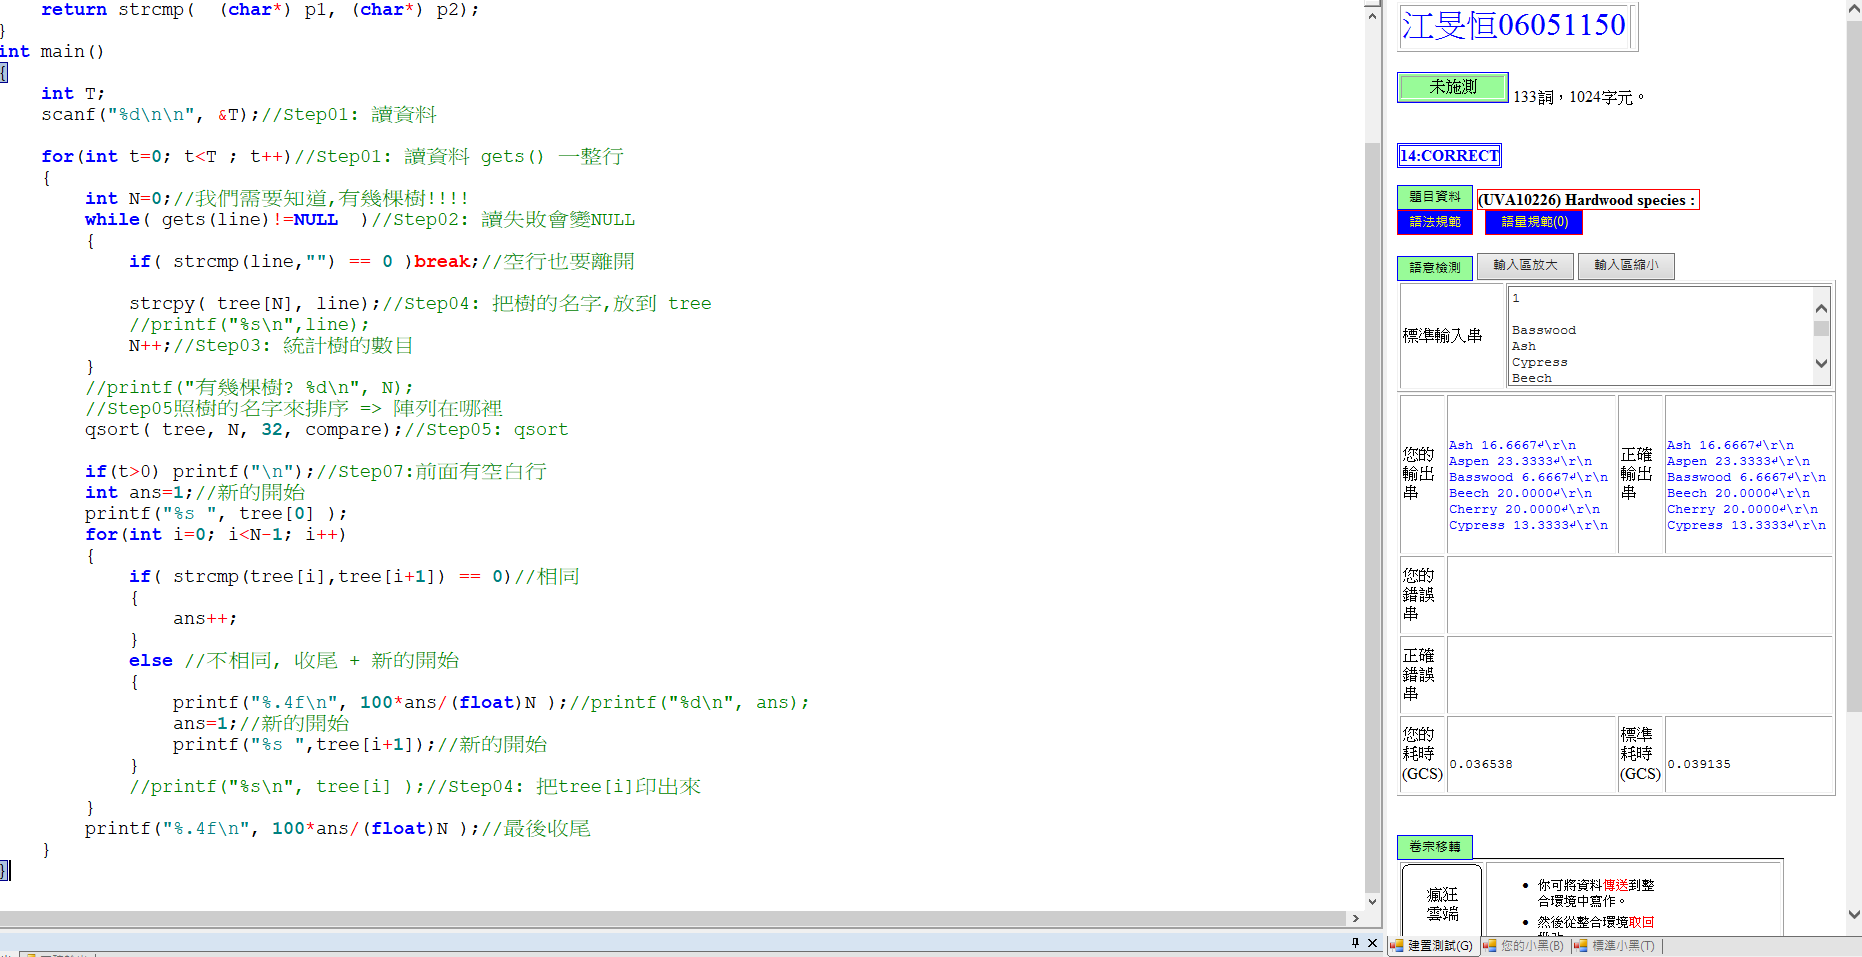 return strcmp(  (char*) p1, (char*) p2);
}
int main()
{
int T;
scanf("%d\n\n", &T);//Step01: 讀資料
for(int t=0; t<T ; t++)//Step01: 讀資料 gets() 一整行
{
int N=0;//我們需要知道,有幾棵樹!!!!
while( gets(line)!=NULL  )//Step02: 讀失敗會變NULL
{
if( strcmp(line,"") == 0 )break;//空行也要離開
strcpy( tree[N], line);//Step04: 把樹的名字,放到 tree
//printf("%s\n",line);
N++;//Step03: 統計樹的數目
}
//printf("有幾棵樹? %d\n", N);
//Step05照樹的名字來排序 => 陣列在哪裡
qsort( tree, N, 32, compare);//Step05: qsort
if(t>0) printf("\n");//Step07:前面有空白行
int ans=1;//新的開始
printf("%s ", tree[0] );
for(int i=0; i<N-1; i++)
{
if( strcmp(tree[i],tree[i+1]) == 0)//相同
{
ans++;
}
else //不相同, 收尾 + 新的開始
{
printf("%.4f\n", 100*ans/(float)N );//printf("%d\n", ans);
ans=1;//新的開始
printf("%s ",tree[i+1]);//新的開始
}
//printf("%s\n", tree[i] );//Step04: 把tree[i]印出來
}
printf("%.4f\n", 100*ans/(float)N );//最後收尾
}
}
江旻恒06051150
未施測 133詞，1024字元。
14:CORRECT
題目資料 (UVA10226) Hardwood species :
語法規範 語量規範(0)
語意檢測 輸入區放大 輸入區縮小
標準輸入串
1
Basswood
Ash
Cypress
Beech
您的輸出串
Ash 16.6667↵\r\n
Aspen 23.3333↵\r\n
Basswood 6.6667↵\r\n
Beech 20.0000↵\r\n
Cherry 20.0000↵\r\n
Cypress 13.3333↵\r\n
正確輸出串
Ash 16.6667↵\r\n
Aspen 23.3333↵\r\n
Basswood 6.6667↵\r\n
Beech 20.0000↵\r\n
Cherry 20.0000↵\r\n
Cypress 13.3333↵\r\n
您的錯誤串
正確錯誤串
您的耗時(GCS) 0.036538 標準耗時(GCS) 0.039135
卷宗移轉
瘋狂
雲端
你可將資料傳送到整
合環境中寫作。
然後從整合環境取回
建置測試(G) 您的小黑(B) 標準小黑(T)